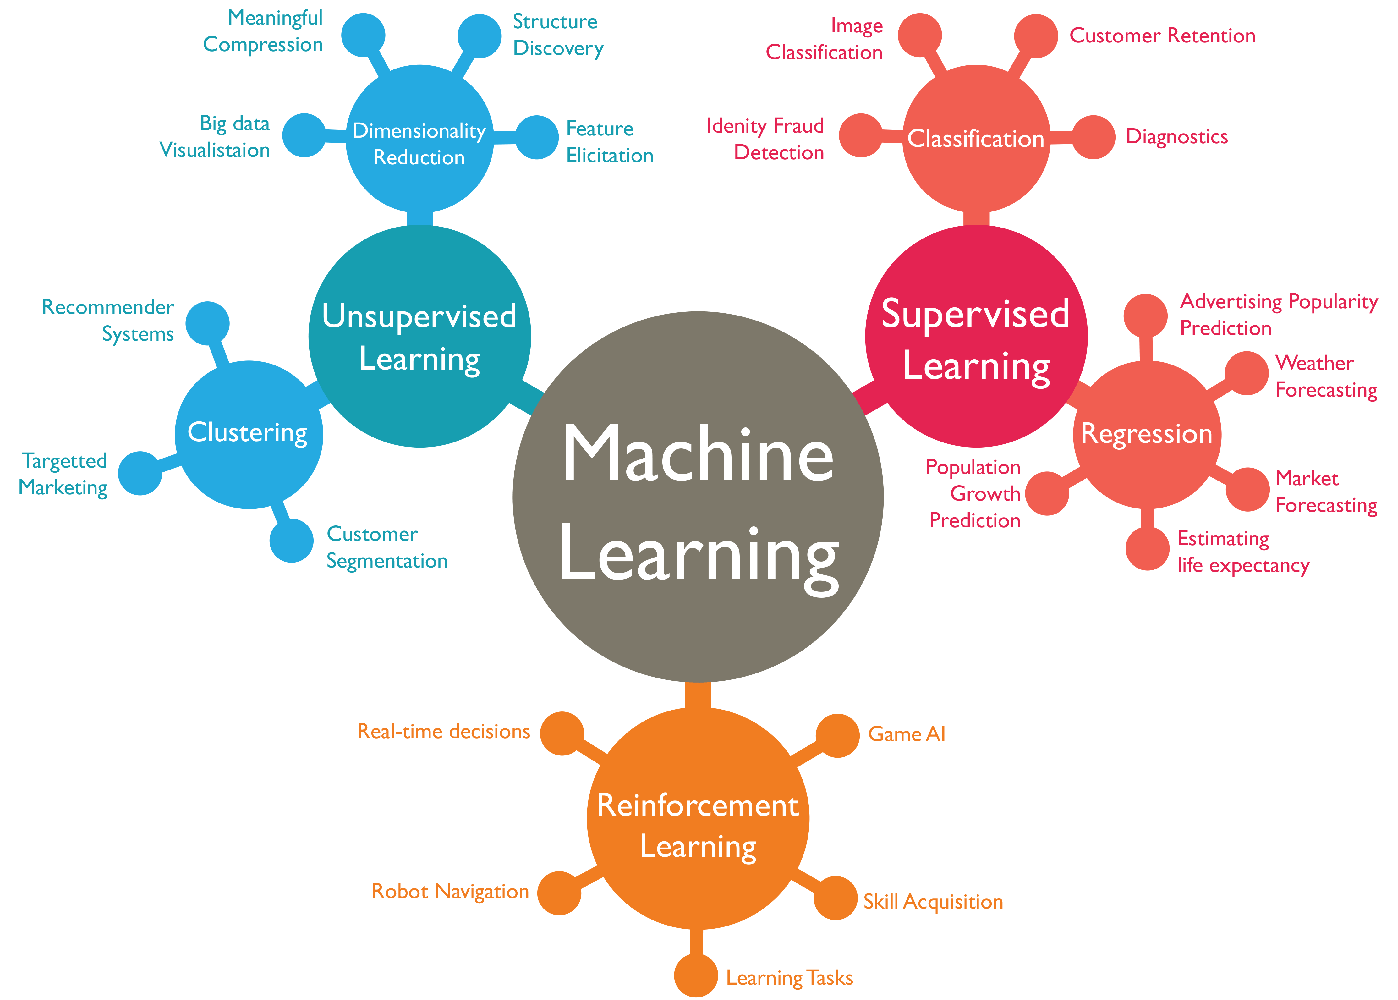 Meaningful
Compression
Structure
Discovery
Big data
Visualistaion
Dimensionality
Reduction
Feature
Elicitation
Image
Classification
Customer Retention
Idenity Fraud
Detection
Classification
Diagnostics
Unsupervised
Learning
Supervised
Learning
Recommender
Systems
Clustering
Targetted
Marketing
Customer
Segmentation
Machine
Learning
Advertising Popularity
Prediction
Weather
Forecasting
Regression
Population
Growth
Prediction
Market
Forecasting
Estimating
life expectancy
Real-time decisions
Game AI
Reinforcement
Learning
Robot Navigation
Skill Acquisition
Learning Tasks